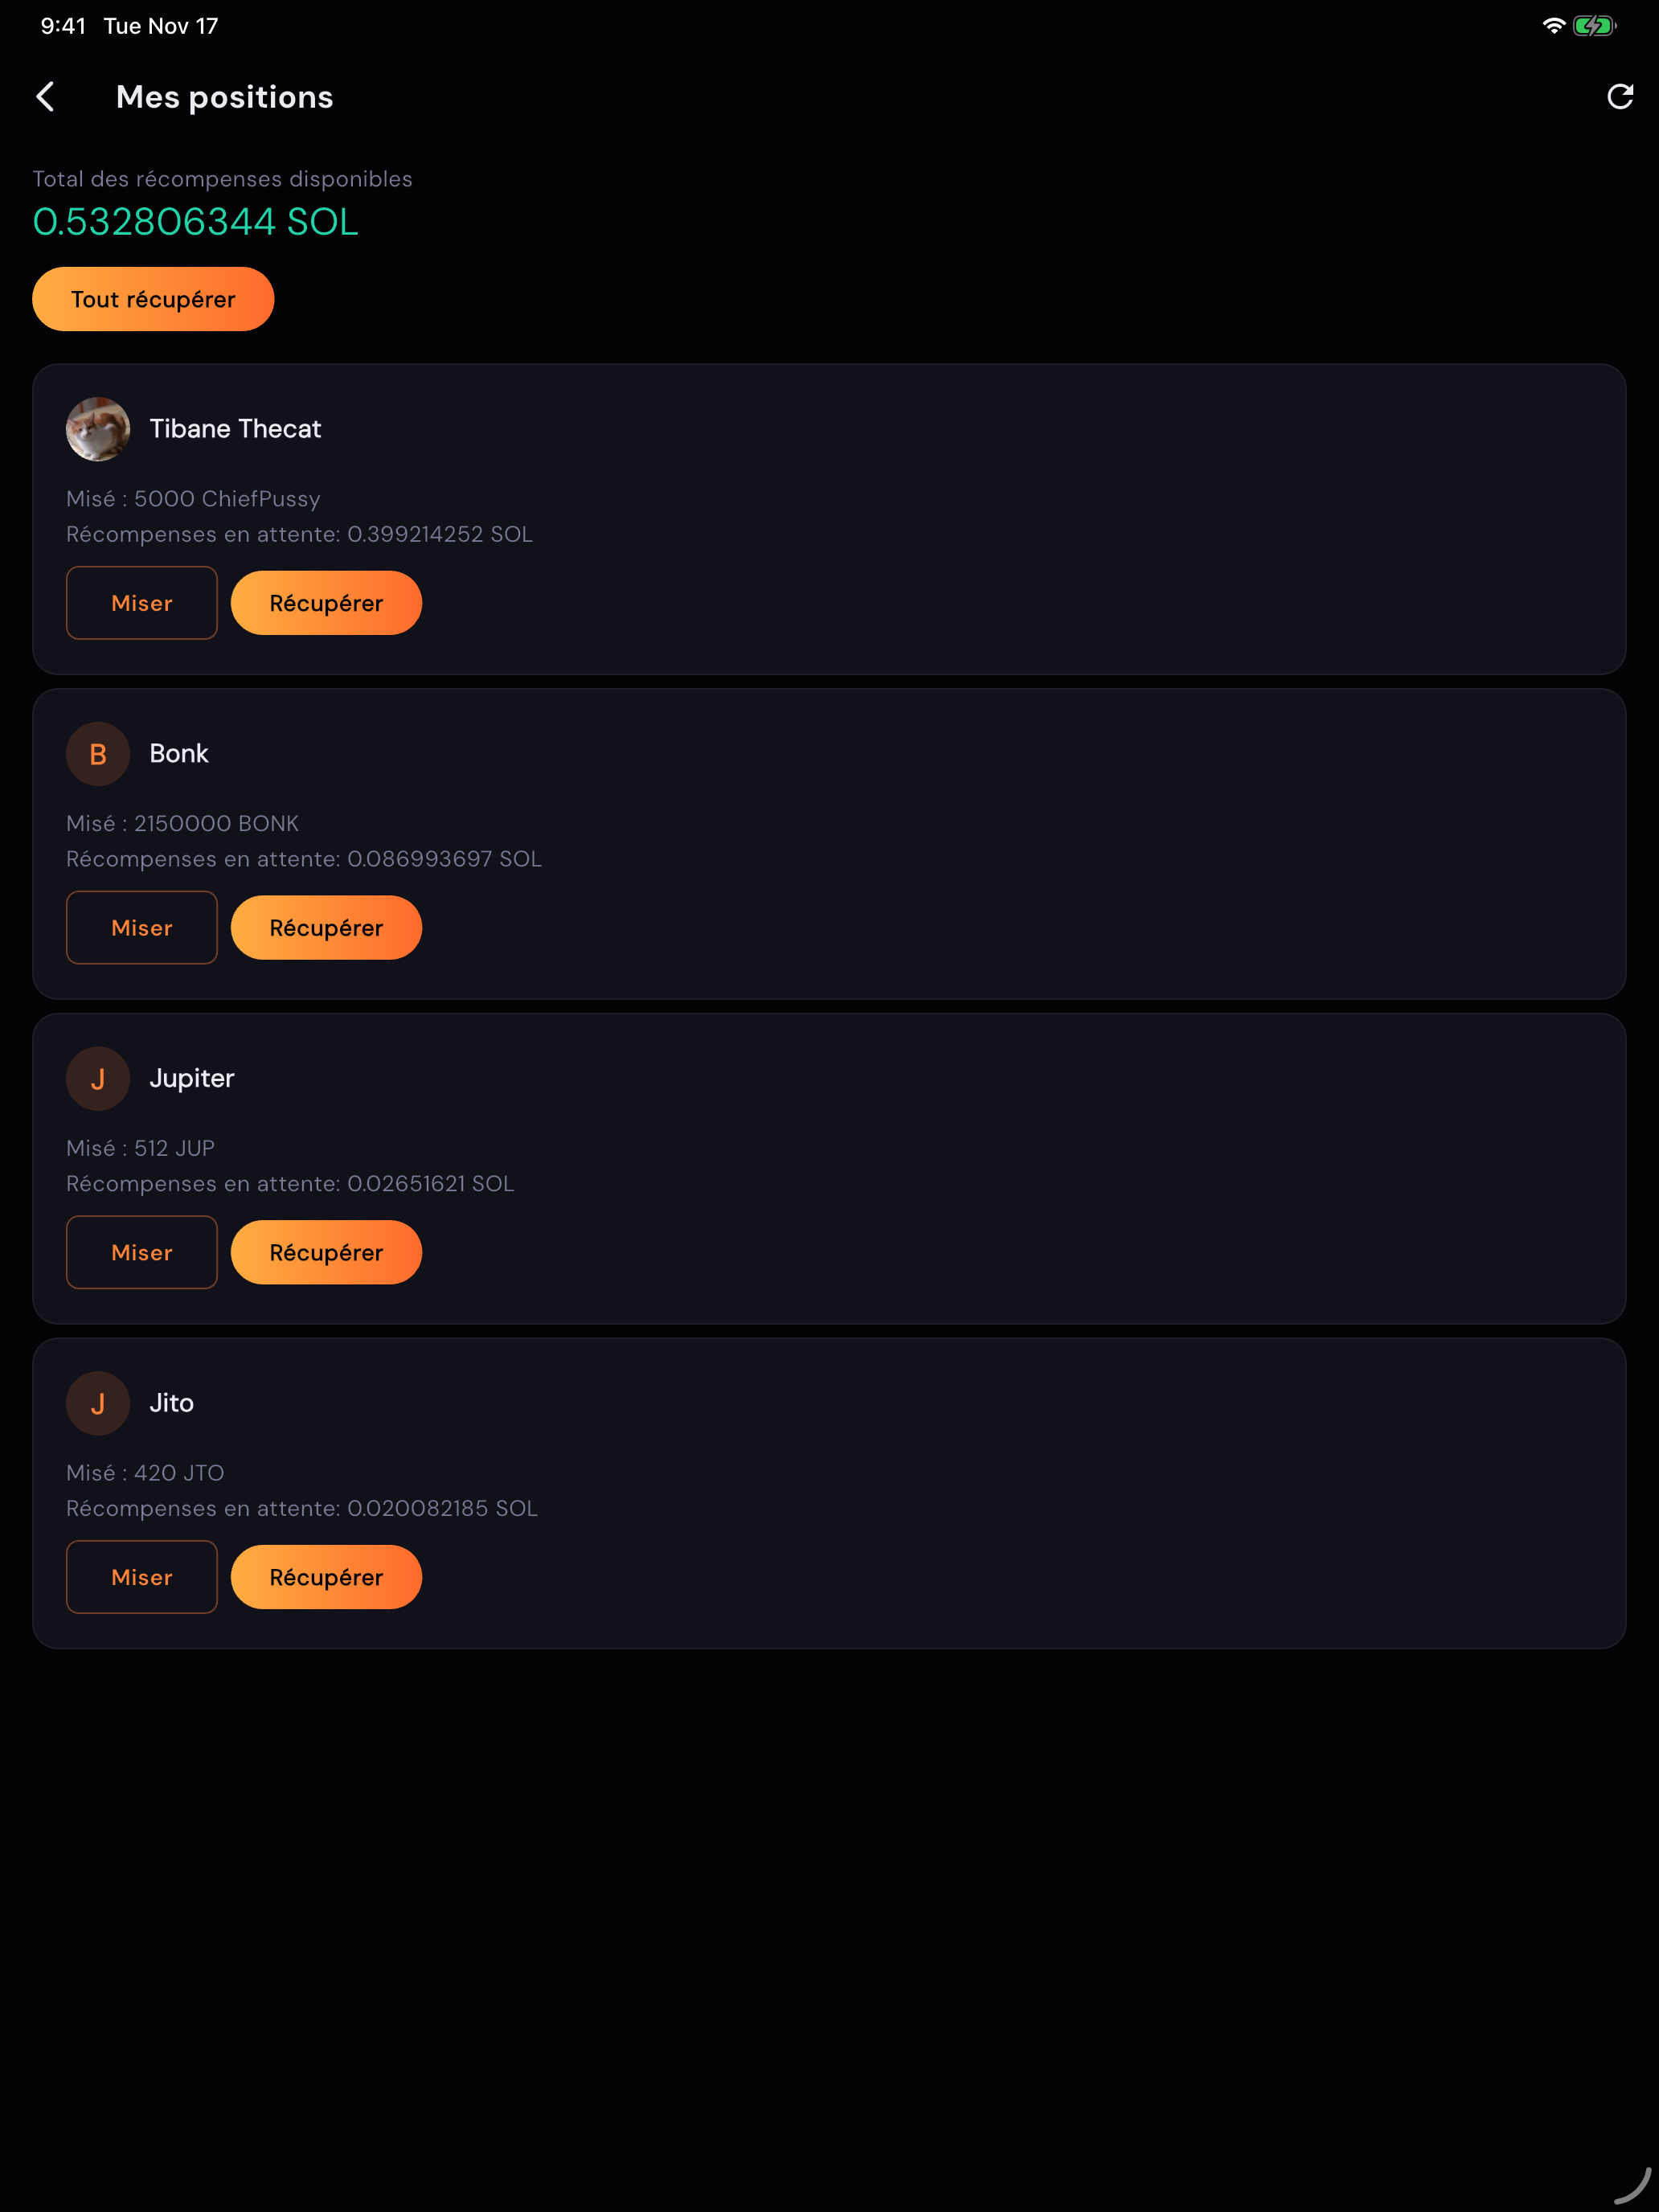 9:41 Tue Nov 17
Mes positions
Total des récompenses disponibles
0.532806344 SOL
Tout récupérer
Tibane Thecat
Misé : 5000 ChiefPussy
Récompenses en attente: 0.399214252 SOL
Miser Récupérer
B Bonk
Misé : 2150000 BONK
Récompenses en attente: 0.086993697 SOL
Miser Récupérer
J Jupiter
Misé : 512 JUP
Récompenses en attente: 0.02651621 SOL
Miser Récupérer
J Jito
Misé : 420 JTO
Récompenses en attente: 0.020082185 SOL
Miser Récupérer